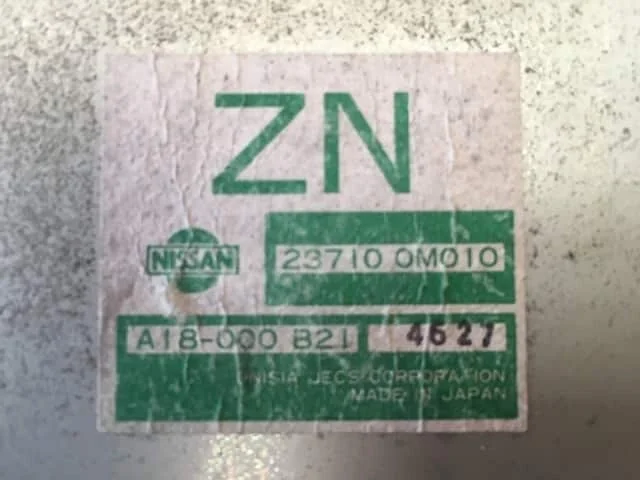 ZN
NISSAN
23710 0M010
A18-000 B21 4627
UNISIA JECS CORPORATION
MADE IN JAPAN